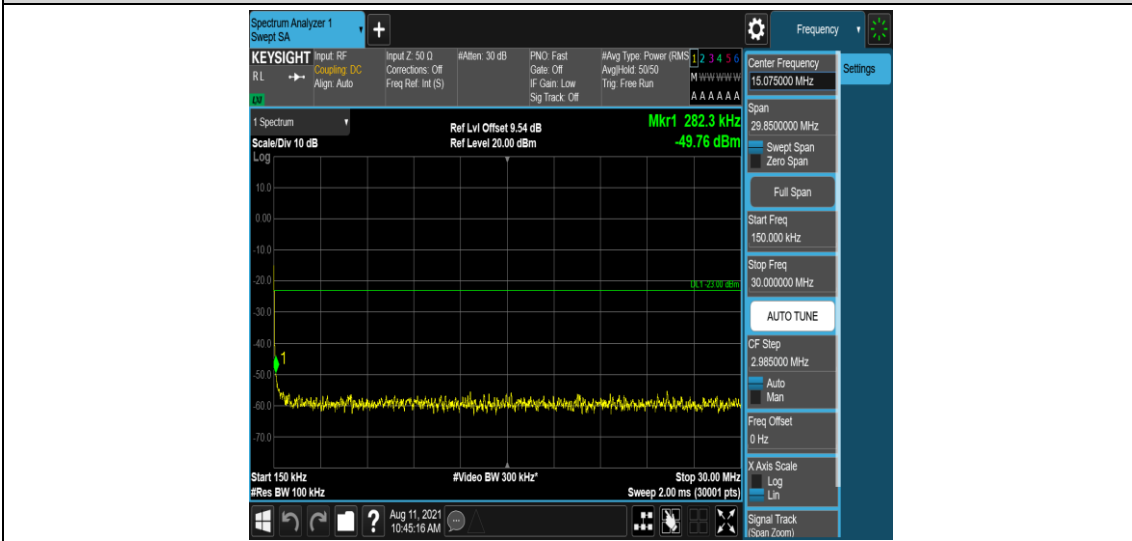 Spectrum Analyzer 1
Swept SA
+
Frequency
KEYSIGHT
RL
LXI
Input: RF
Coupling: DC
Align: Auto
Input Z: 50 Ω
Corrections: Off
Freq Ref: Int (S)
#Atten: 30 dB
PNO: Fast
Gate: Off
IF Gain: Low
Sig Track: Off
#Avg Type: Power (RMS
Avg|Hold: 50/50
Trig: Free Run
1 2 3 4 5 6
M W W W W W
A A A A A A
1 Spectrum
Scale/Div 10 dB
Log
Ref Lvl Offset 9.54 dB
Ref Level 20.00 dBm
Mkr1 282.3 kHz
-49.76 dBm
10.0
0.00
-10.0
-20.0
DL1 -23.00 dBm
-30.0
-40.0
1
-50.0
-60.0
-70.0
Start 150 kHz
#Res BW 100 kHz
#Video BW 300 kHz*
Stop 30.00 MHz
Sweep 2.00 ms (30001 pts)
?
Aug 11, 2021
10:45:16 AM
Center Frequency
15.075000 MHz
Settings
Span
29.8500000 MHz
Swept Span
Zero Span
Full Span
Start Freq
150.000 kHz
Stop Freq
30.000000 MHz
AUTO TUNE
CF Step
2.985000 MHz
Auto
Man
Freq Offset
0 Hz
X Axis Scale
Log
Lin
Signal Track
(Span Zoom)